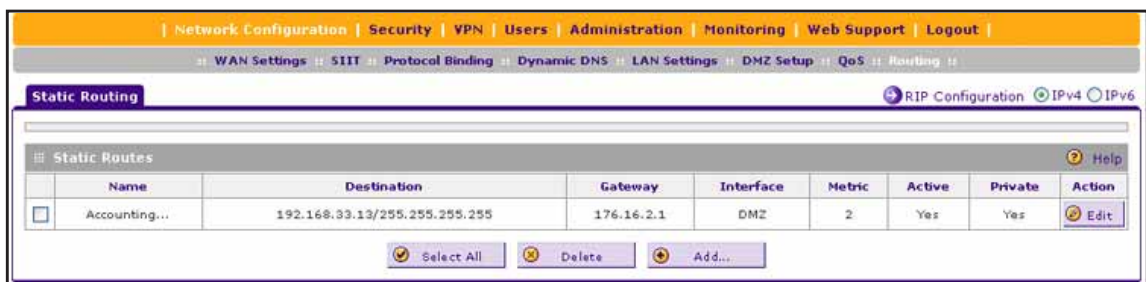 | Network Configuration | Security | VPN | Users | Administration | Monitoring | Web Support | Logout |
:: WAN Settings :: SIIT :: Protocol Binding :: Dynamic DNS :: LAN Settings :: DMZ Setup :: QoS :: Routing ::
Static Routing RIP Configuration IPv4 IPv6
Static Routes Help
Name Destination Gateway Interface Metric Active Private Action
Accounting... 192.168.33.13/255.255.255.255 176.16.2.1 DMZ 2 Yes Yes Edit
Select All Delete Add...